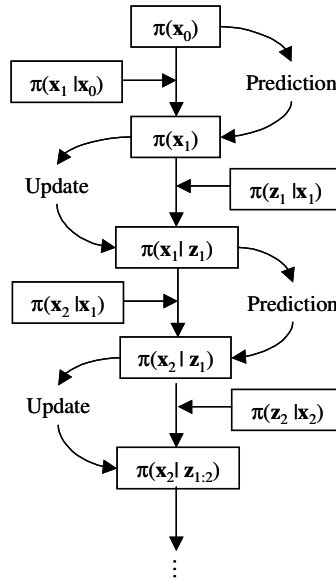 π(x₀)
π(x₁ |x₀)
Prediction
π(x₁)
Update
π(z₁ |x₁)
π(x₁| z₁)
π(x₂ |x₁)
Prediction
π(x₂ | z₁)
Update
π(z₂ |x₂)
π(x₂| z₁:₂)
⋮